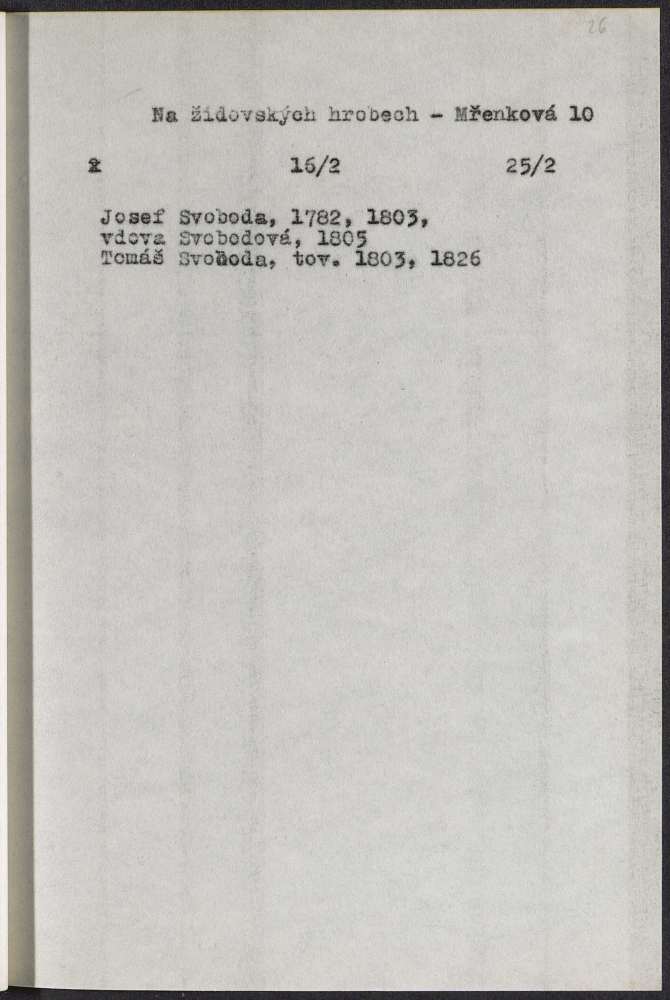 26
Na židovských hrobech - Mřenková 10
16/2 25/2
Josef Svoboda, 1782, 1803,
vdova Svobodová, 1805
Tomáš Svoboda, tov. 1803, 1826